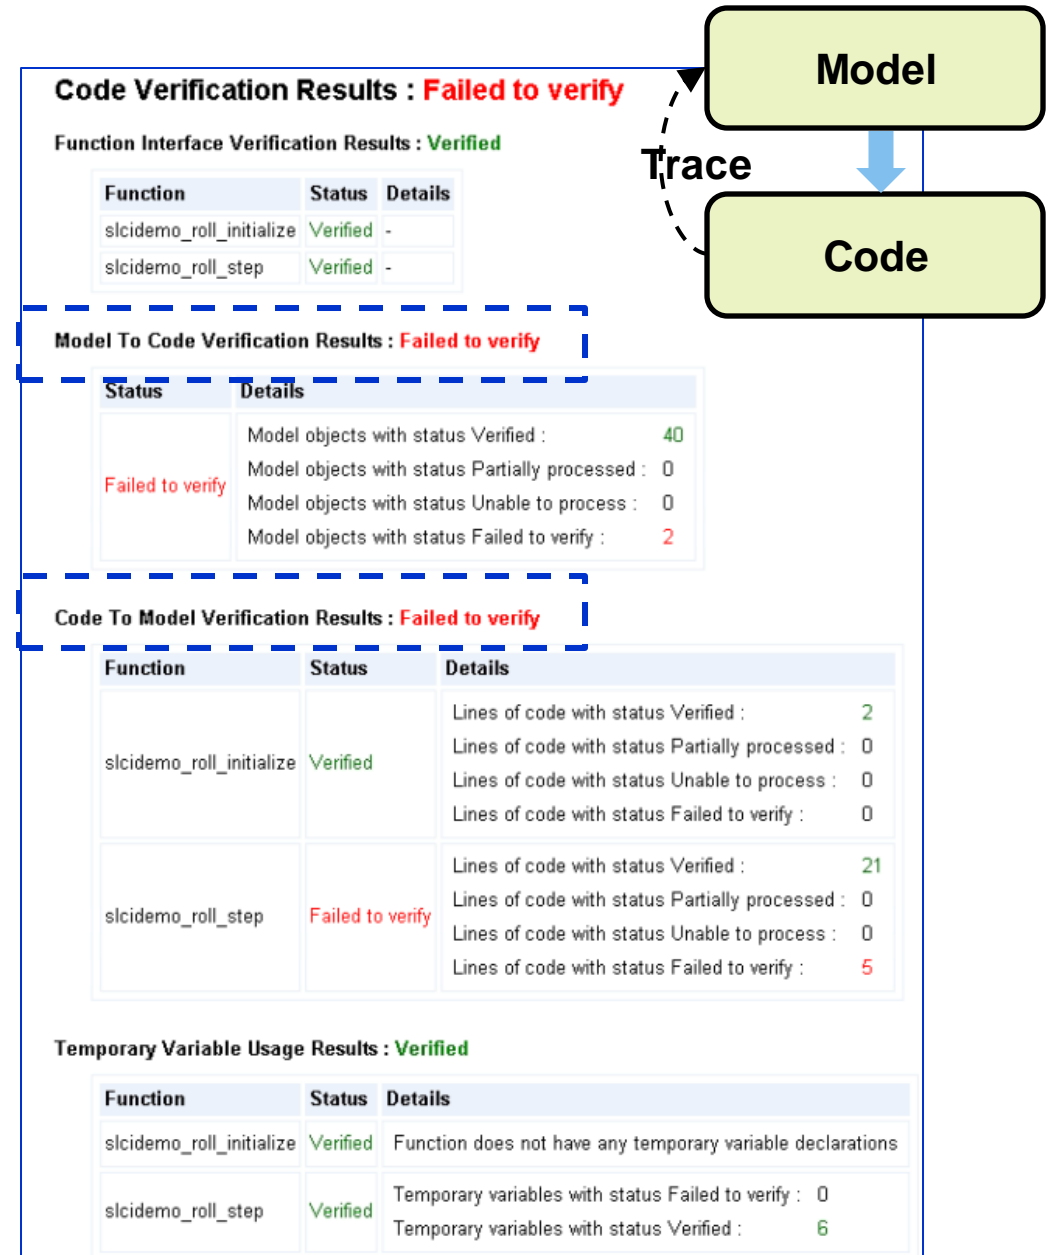 Model
Trace
Code
Code Verification Results : Failed to verify
Function Interface Verification Results : Verified
Function Status Details
slcidemo_roll_initialize Verified -
slcidemo_roll_step Verified -
Model To Code Verification Results : Failed to verify
Status Details
Failed to verify
Model objects with status Verified : 40
Model objects with status Partially processed : 0
Model objects with status Unable to process : 0
Model objects with status Failed to verify : 2
Code To Model Verification Results : Failed to verify
Function Status Details
slcidemo_roll_initialize Verified
Lines of code with status Verified : 2
Lines of code with status Partially processed : 0
Lines of code with status Unable to process : 0
Lines of code with status Failed to verify : 0
slcidemo_roll_step Failed to verify
Lines of code with status Verified : 21
Lines of code with status Partially processed : 0
Lines of code with status Unable to process : 0
Lines of code with status Failed to verify : 5
Temporary Variable Usage Results : Verified
Function Status Details
slcidemo_roll_initialize Verified Function does not have any temporary variable declarations
slcidemo_roll_step Verified
Temporary variables with status Failed to verify : 0
Temporary variables with status Verified : 6